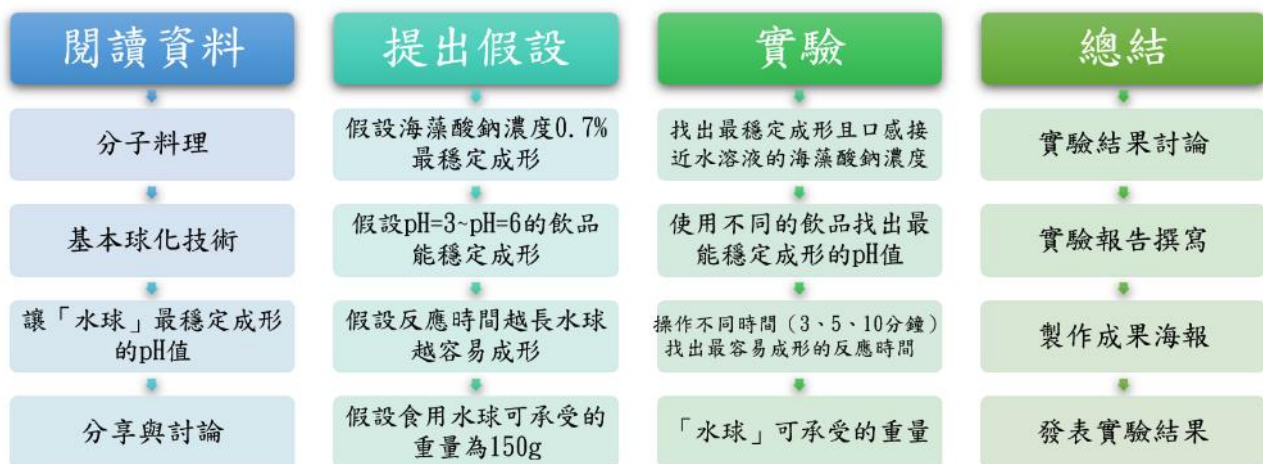 閱讀資料
分子料理
基本球化技術
讓「水球」最穩定成形
的pH值
分享與討論
提出假設
假設海藻酸鈉濃度0.7%
最穩定成形
假設pH=3~pH=6的飲品
能穩定成形
假設反應時間越長水球
越容易成形
假設食用水球可承受的
重量為150g
實驗
找出最穩定成形且口感接
近水溶液的海藻酸鈉濃度
使用不同的飲品找出最
能穩定成形的pH值
操作不同時間（3、5、10分鐘）
找出最容易成形的反應時間
「水球」可承受的重量
總結
實驗結果討論
實驗報告撰寫
製作成果海報
發表實驗結果